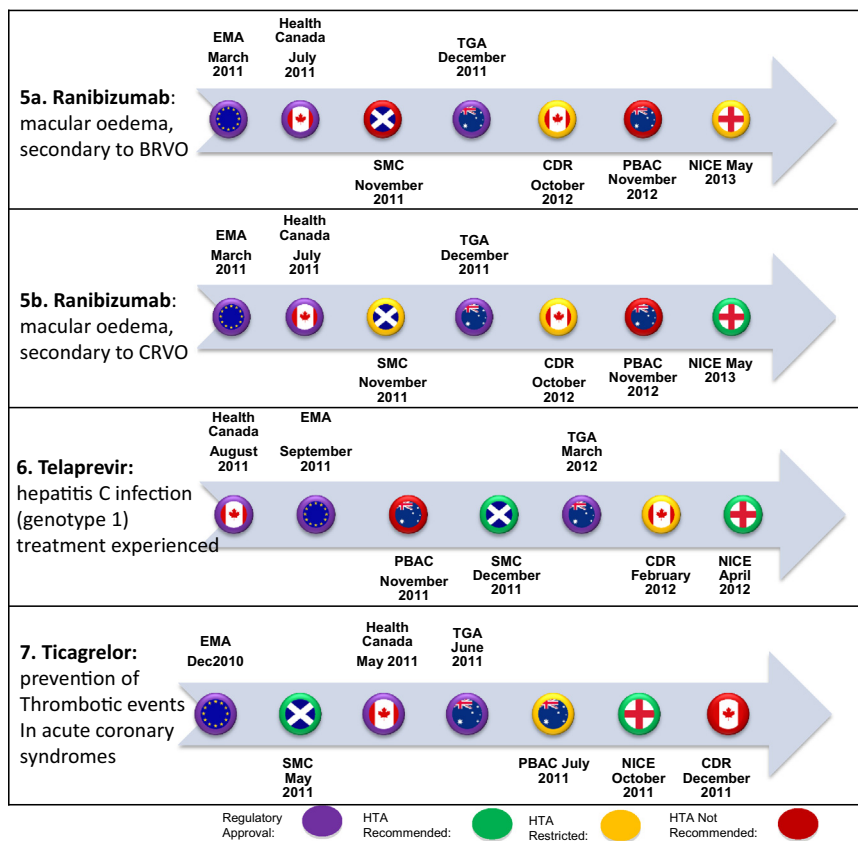 EMA
March
2011
Health
Canada
July
2011
TGA
December
2011
5a. Ranibizumab:
macular oedema,
secondary to BRVO
SMC
November
2011
CDR
October
2012
PBAC
November
2012
NICE May
2013
EMA
March
2011
Health
Canada
July
2011
TGA
December
2011
5b. Ranibizumab:
macular oedema,
secondary to CRVO
SMC
November
2011
CDR
October
2012
PBAC
November
2012
NICE May
2013
Health
Canada
August
2011
EMA
September
2011
TGA
March
2012
6. Telaprevir:
hepatitis C infection
(genotype 1)
treatment experienced
PBAC
November
2011
SMC
December
2011
CDR
February
2012
NICE
April
2012
EMA
Dec2010
Health
Canada
May 2011
TGA
June
2011
7. Ticagrelor:
prevention of
Thrombotic events
In acute coronary
syndromes
SMC
May
2011
PBAC July
2011
NICE
October
2011
CDR
December
2011
Regulatory
Approval:
HTA
Recommended:
HTA
Restricted:
HTA Not
Recommended: